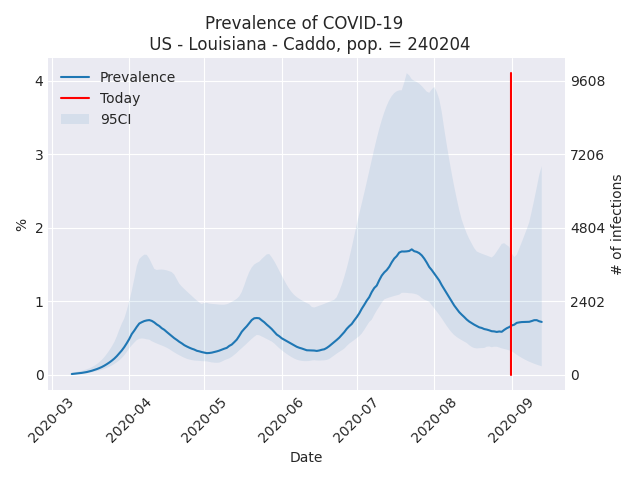 Prevalence of COVID-19
US - Louisiana - Caddo, pop. = 240204
Prevalence
Today
95CI
%
4
3
2
1
0
9608
7206
4804
2402
0
# of infections
2020-03
2020-04
2020-05
2020-06
2020-07
2020-08
2020-09
Date